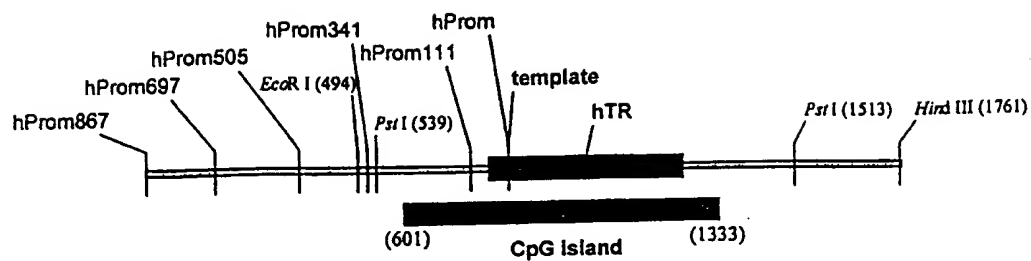 hProm
hProm341
hProm111
hProm505
template
EcoR I (494)
hProm697
hTR
Pst I (539)
Pst I (1513)
Hind III (1761)
hProm867
(601)
(1333)
CpG island